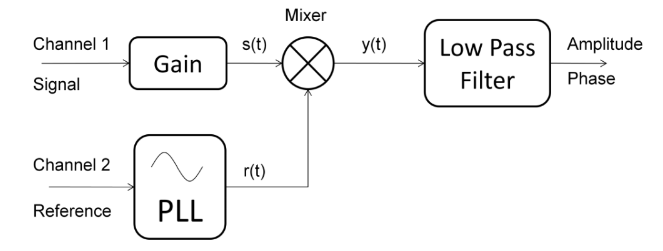 Mixer
Channel 1
Signal
Gain
s(t)
y(t)
Low Pass
Filter
Amplitude
Phase
Channel 2
Reference
PLL
r(t)